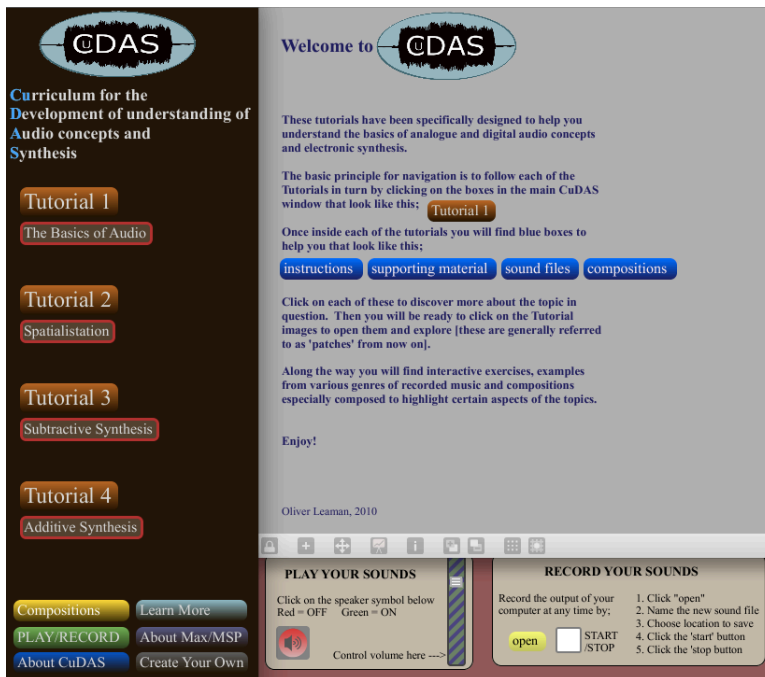 CuDAS
Curriculum for the
Development of understanding of
Audio concepts and
Synthesis
Tutorial 1
The Basics of Audio
Tutorial 2
Spatialistation
Tutorial 3
Subtractive Synthesis
Tutorial 4
Additive Synthesis
Compositions
Learn More
PLAY/RECORD
About Max/MSP
About CuDAS
Create Your Own
Welcome to CuDAS
These tutorials have been specifically designed to help you
understand the basics of analogue and digital audio concepts
and electronic synthesis.
The basic principle for navigation is to follow each of the
Tutorials in turn by clicking on the boxes in the main CuDAS
window that look like this; Tutorial 1
Once inside each of the tutorials you will find blue boxes to
help you that look like this;
instructions supporting material sound files compositions
Click on each of these to discover more about the topic in
question. Then you will be ready to click on the Tutorial
images to open them and explore [these are generally referred
to as 'patches' from now on].
Along the way you will find interactive exercises, examples
from various genres of recorded music and compositions
especially composed to highlight certain aspects of the topics.
Enjoy!
Oliver Leaman, 2010
PLAY YOUR SOUNDS
Click on the speaker symbol below
Red = OFF Green = ON
Control volume here --->
RECORD YOUR SOUNDS
Record the output of your
computer at any time by;
open
START
/STOP
1. Click "open"
2. Name the new sound file
3. Choose location to save
4. Click the 'start' button
5. Click the 'stop button